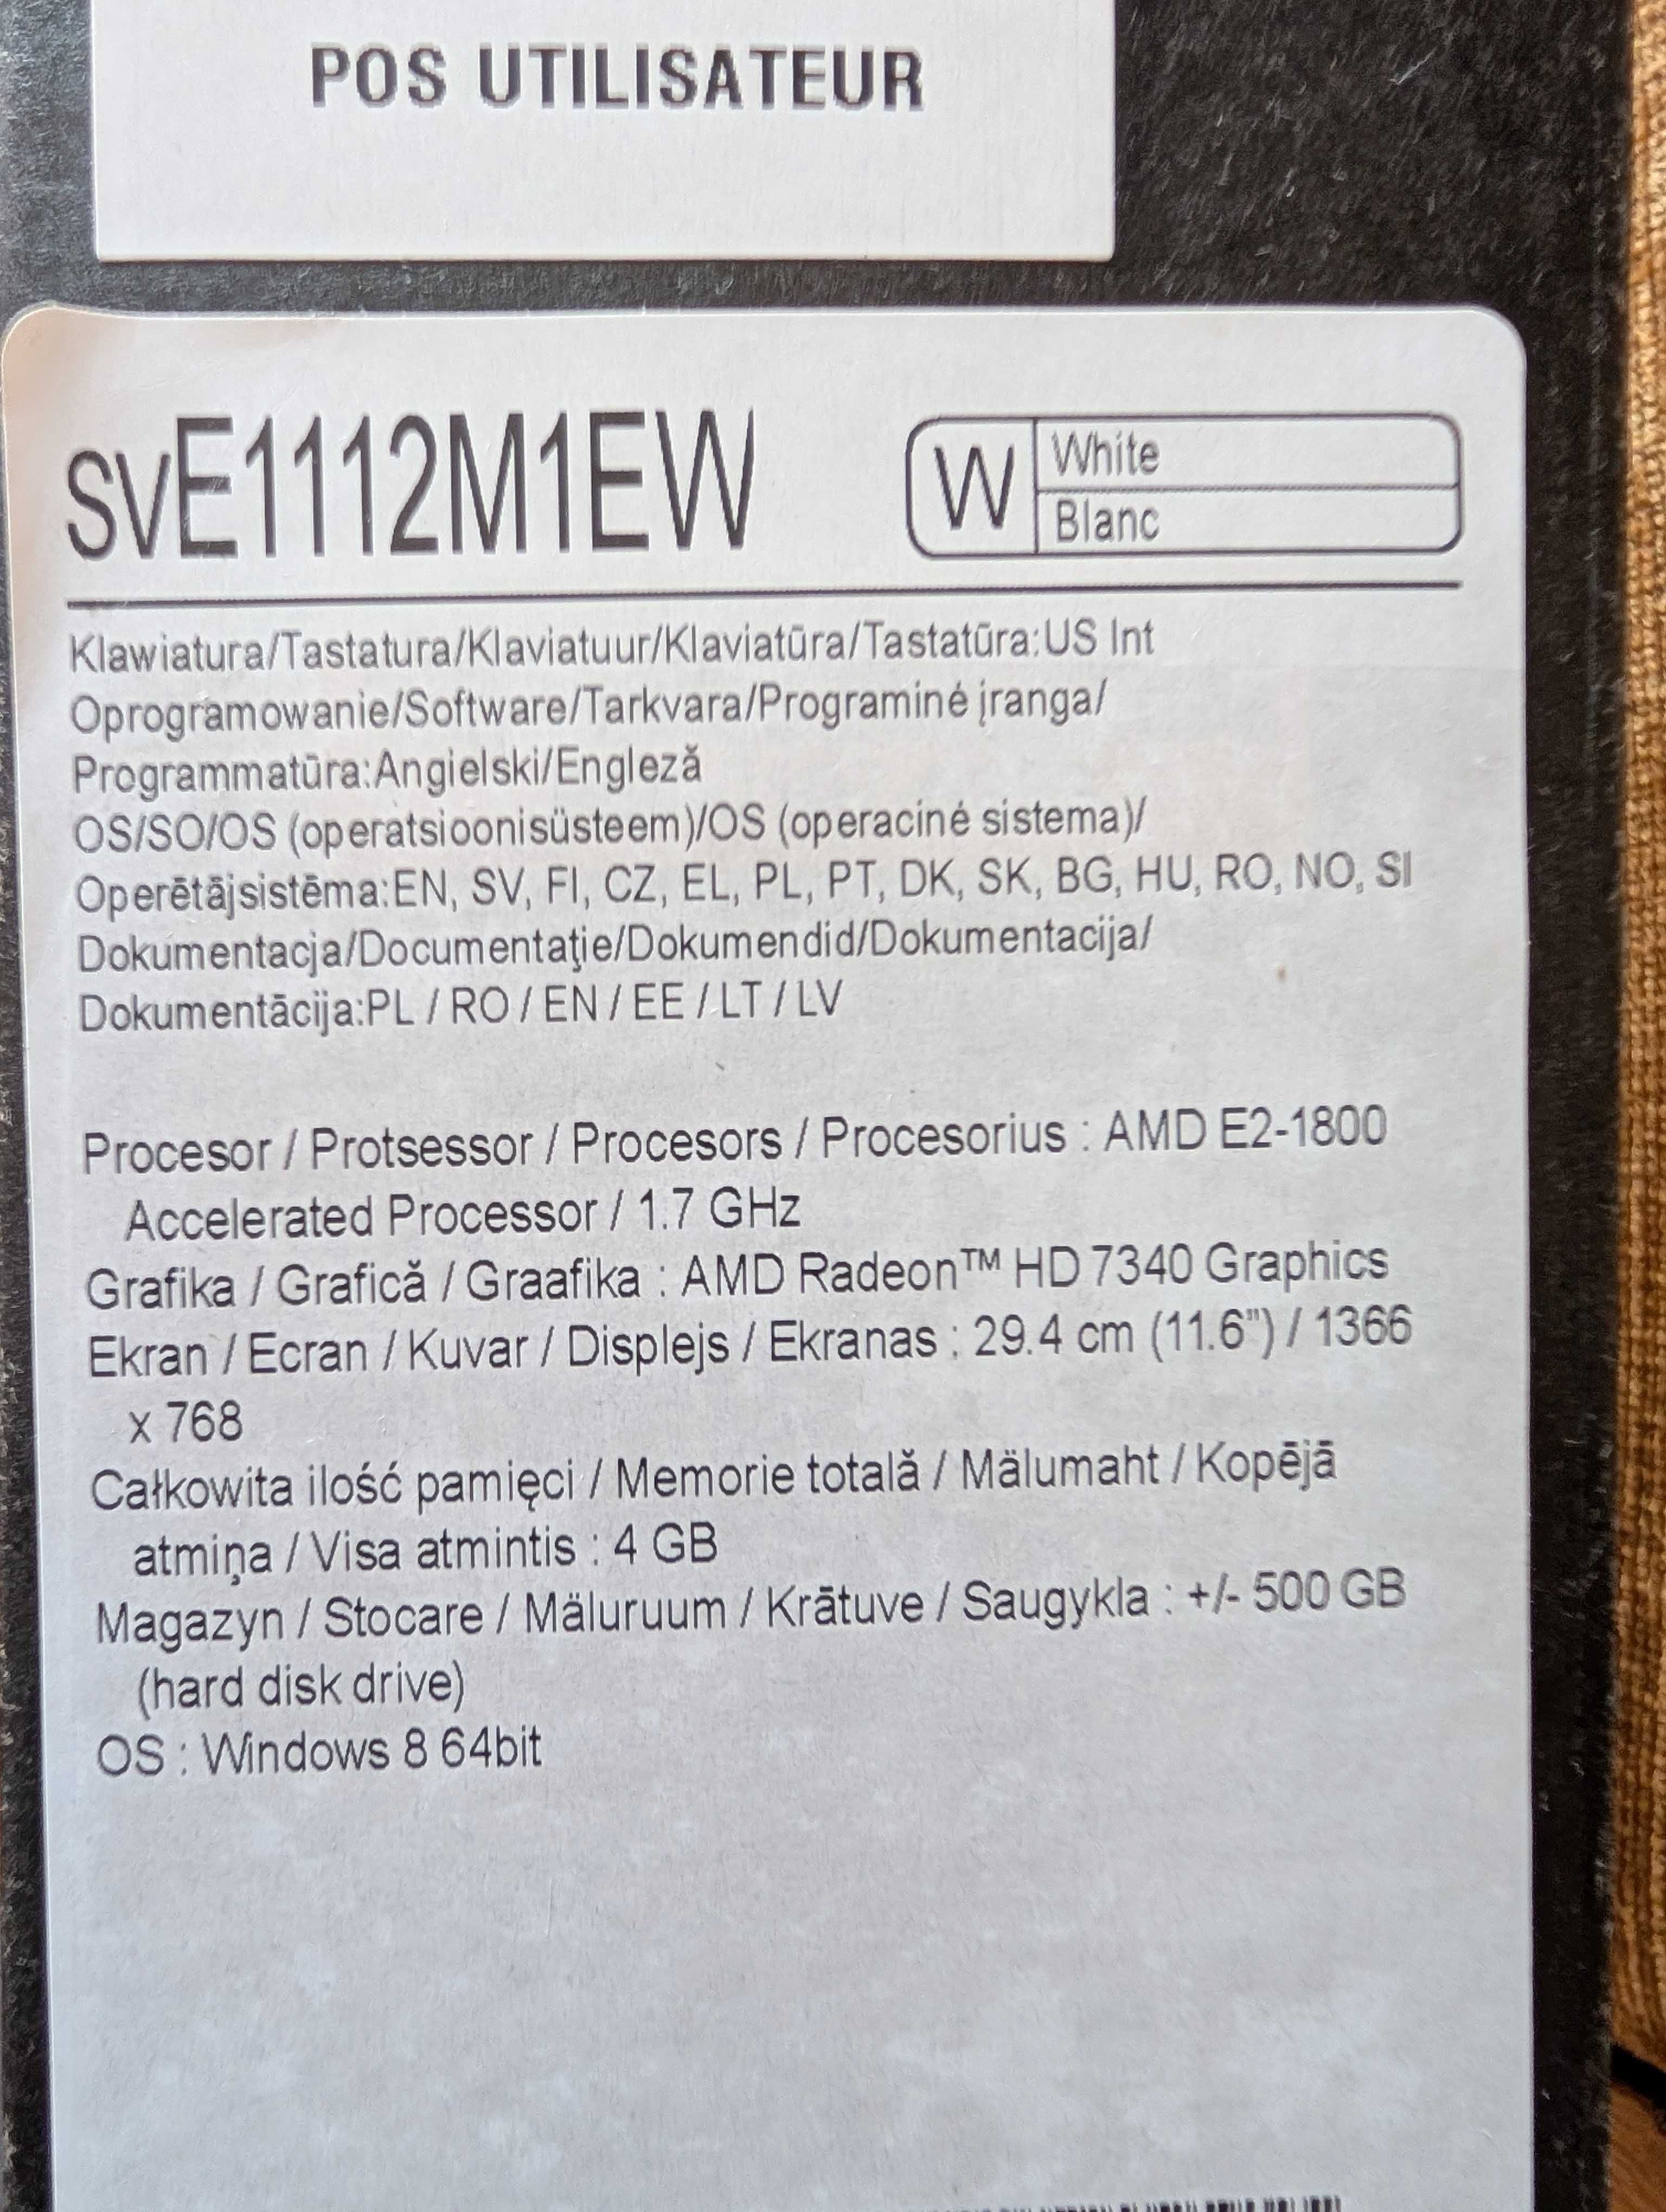 POS UTILISATEUR
SVE1112M1EW
W
White
Blanc
Klawiatura/Tastatura/Klaviatuur/Klaviatūra/Tastatūra:US Int
Oprogramowanie/Software/Tarkvara/Programinė įranga/
Programmatūra:Angielski/Engleză
OS/SO/OS (operatsioonisüsteem)/OS (operacinė sistema)/
Operētājsistēma:EN, SV, FI, CZ, EL, PL, PT, DK, SK, BG, HU, RO, NO, SI
Dokumentacja/Documentaţie/Dokumendid/Dokumentacija/
Dokumentācija:PL / RO / EN / EE / LT / LV
Procesor / Protsessor / Procesors / Procesorius : AMD E2-1800
Accelerated Processor / 1.7 GHz
Grafika / Grafică / Graafika : AMD Radeon™ HD 7340 Graphics
Ekran / Ecran / Kuvar / Displejs / Ekranas : 29.4 cm (11.6") / 1366
x 768
Całkowita ilość pamięci / Memorie totală / Mälumaht / Kopējā
atmiņa / Visa atmintis : 4 GB
Magazyn / Stocare / Mäluruum / Krātuve / Saugykla : +/- 500 GB
(hard disk drive)
OS : Windows 8 64bit